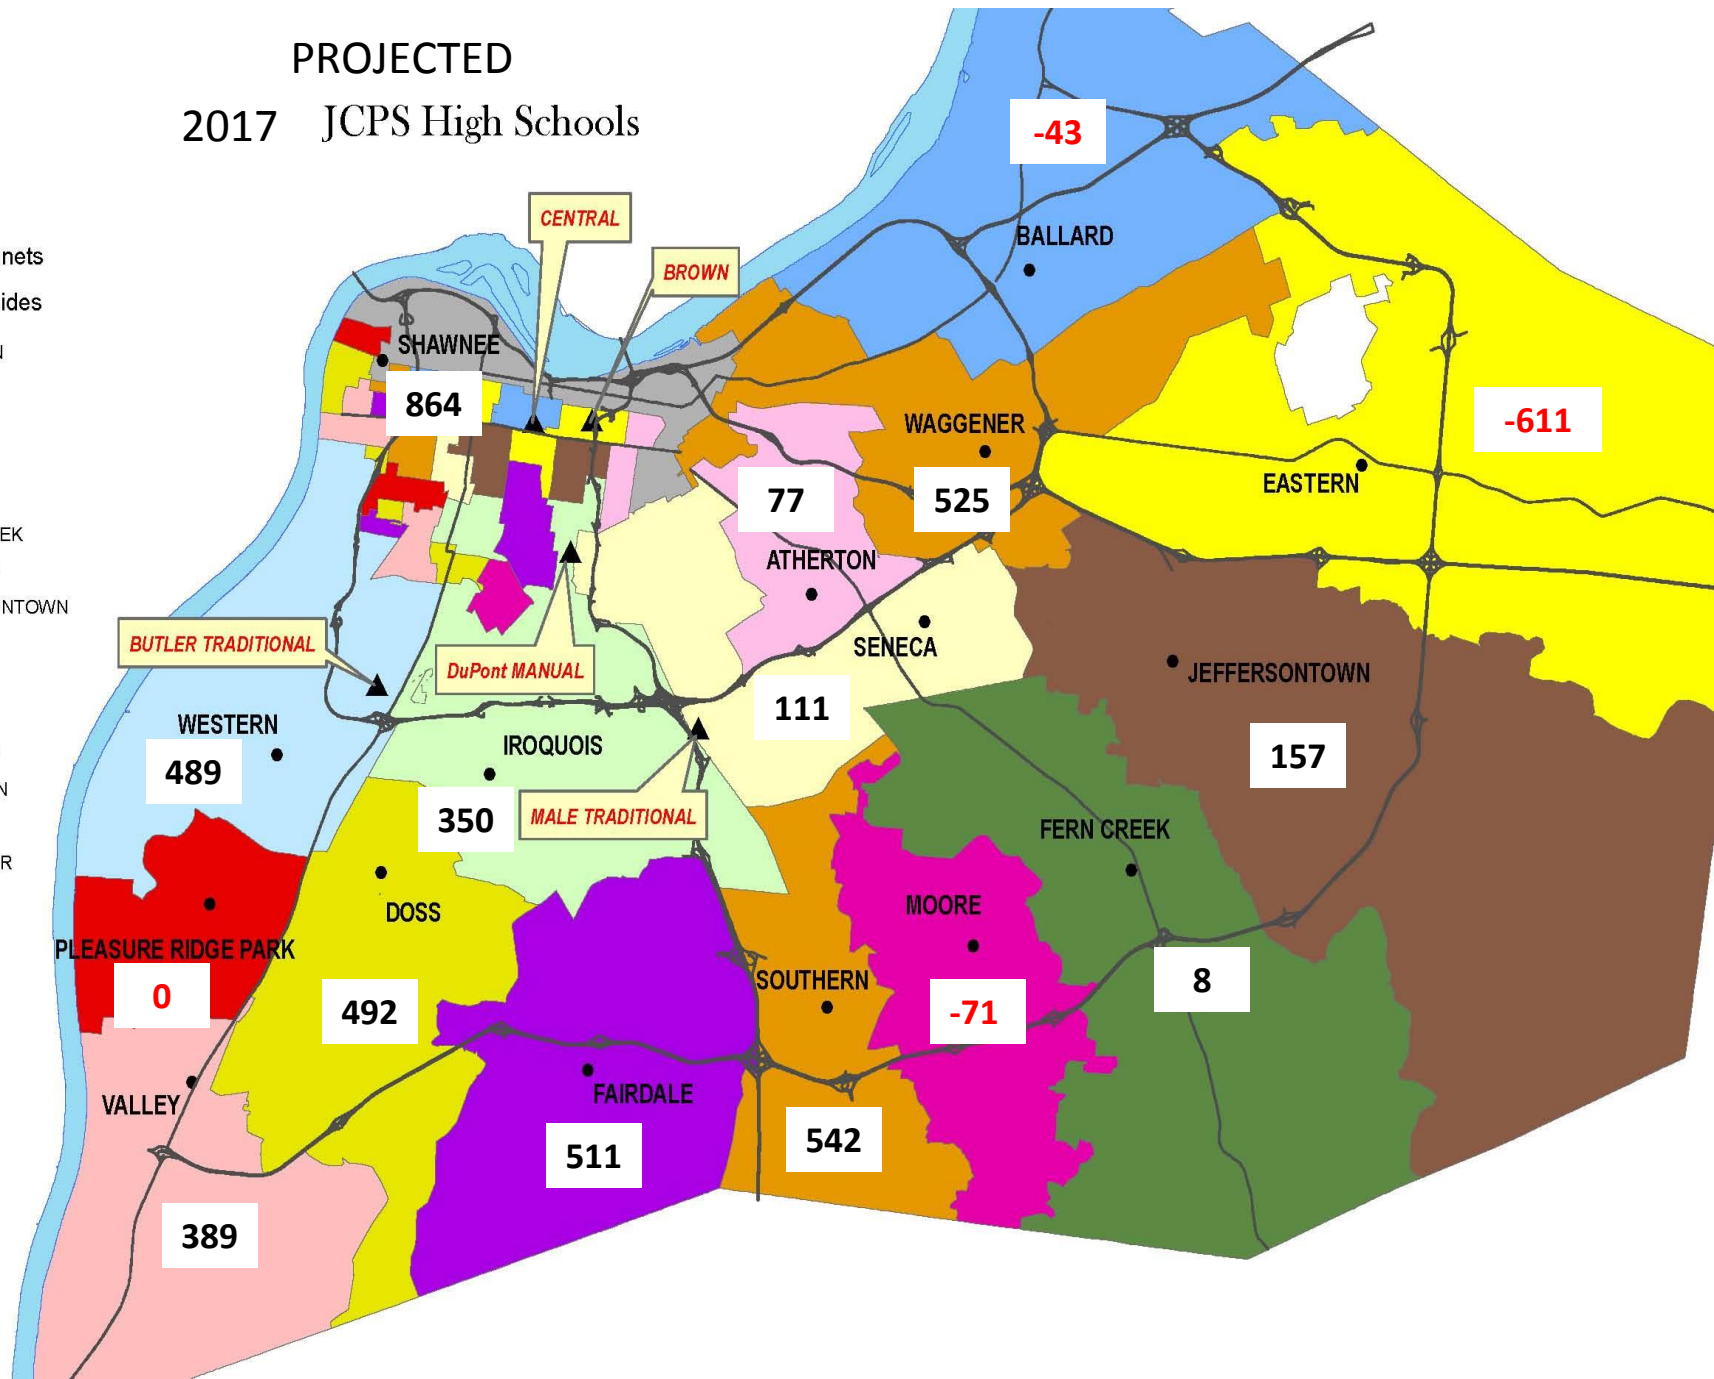 PROJECTED
2017 JCPS High Schools
-43
CENTRAL
BALLARD
nets
BROWN
ides
SHAWNEE
864
-611
WAGGENER
EASTERN
77
525
EK
ATHERTON
NTOWN
BUTLER TRADITIONAL
DuPont MANUAL
SENECA
JEFFERSONTOWN
111
WESTERN
IROQUOIS
157
489
N
350
MALE TRADITIONAL
FERN CREEK
R
DOSS
MOORE
PLEASURE RIDGE PARK
SOUTHERN
8
0
492
-71
VALLEY
FAIRDALE
542
511
389